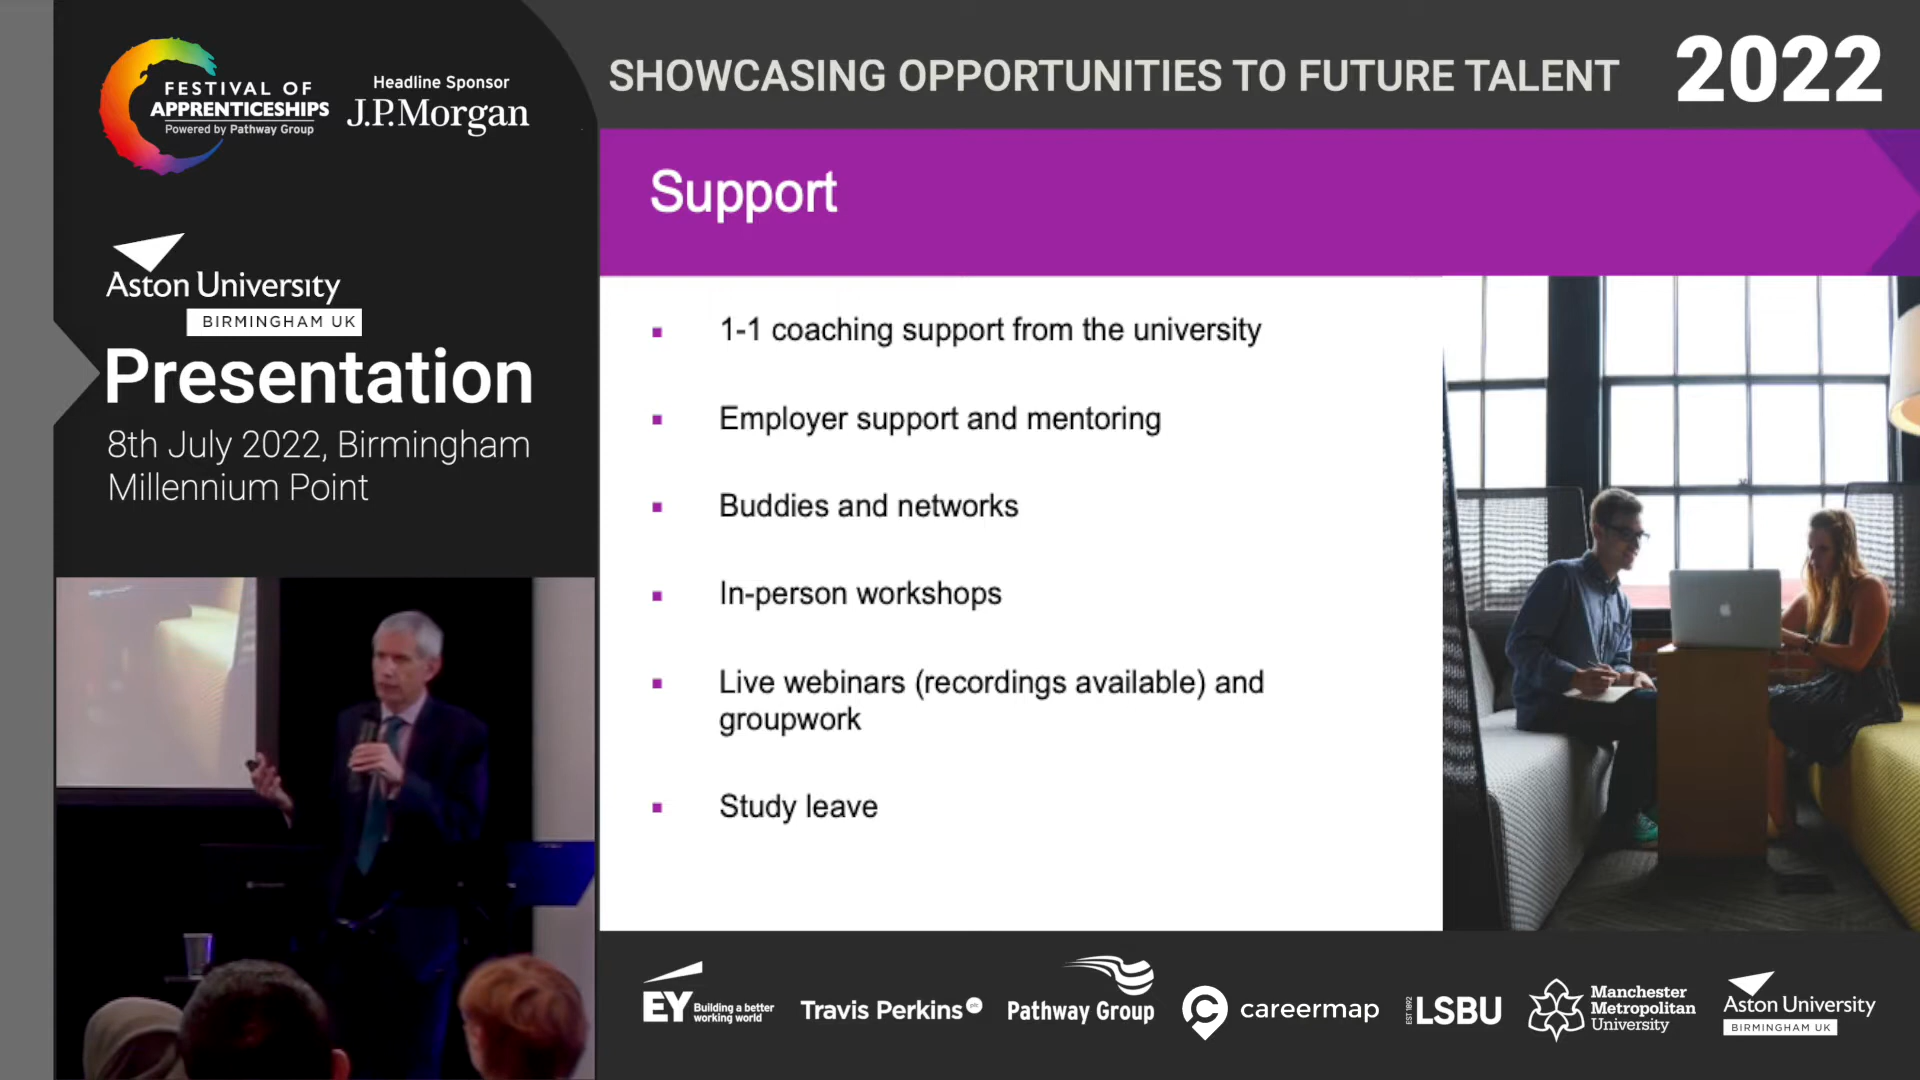 FESTIVAL OF
APPRENTICESHIPS
Powered by Pathway Group
Headline Sponsor
J.P.Morgan
SHOWCASING OPPORTUNITIES TO FUTURE TALENT
2022
Aston University
BIRMINGHAM UK
Presentation
8th July 2022, Birmingham
Millennium Point
Support
1-1 coaching support from the university
Employer support and mentoring
Buddies and networks
In-person workshops
Live webinars (recordings available) and
groupwork
Study leave
EY
Building a better
working world
Travis Perkins plc
Pathway Group
careermap
EST 1892
LSBU
Manchester
Metropolitan
University
Aston University
BIRMINGHAM UK